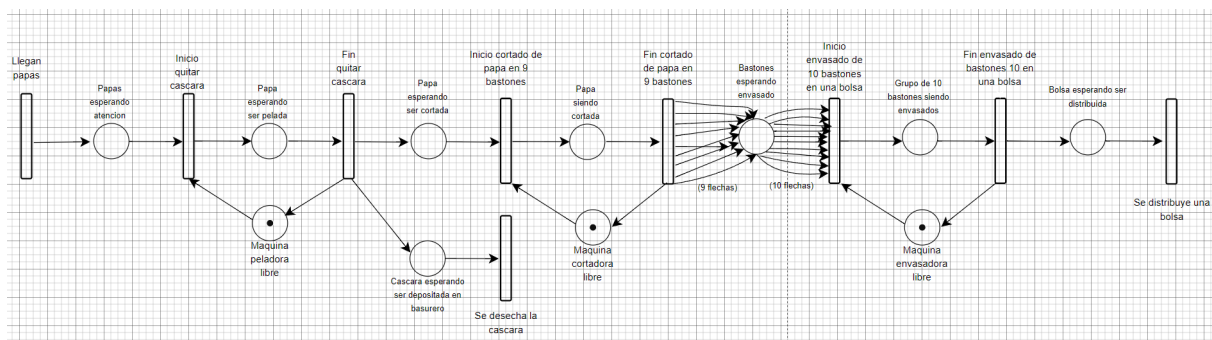 Llegan
papas
Papas
esperando
atencion
Inicio
quitar
cascara
Papa
esperando
ser pelada
Maquina
peladora
libre
Fin
quitar
cascara
Papa
esperando
ser cortada
Cascara esperando
ser depositada en
basurero
Inicio cortado de
papa en 9
bastones
Se desecha la
cascara
Papa
siendo
cortada
Maquina
cortadora
libre
Fin cortado
de papa en
9 bastones
(9 flechas)
Bastones
esperando
envasado
(10 flechas)
Inicio
envasado de
10 bastones
en una bolsa
Grupo de 10
bastones siendo
envasados
Maquina
envasadora
libre
Fin envasado de
bastones 10 en
una bolsa
Bolsa esperando ser
distribuida
Se distribuye una
bolsa